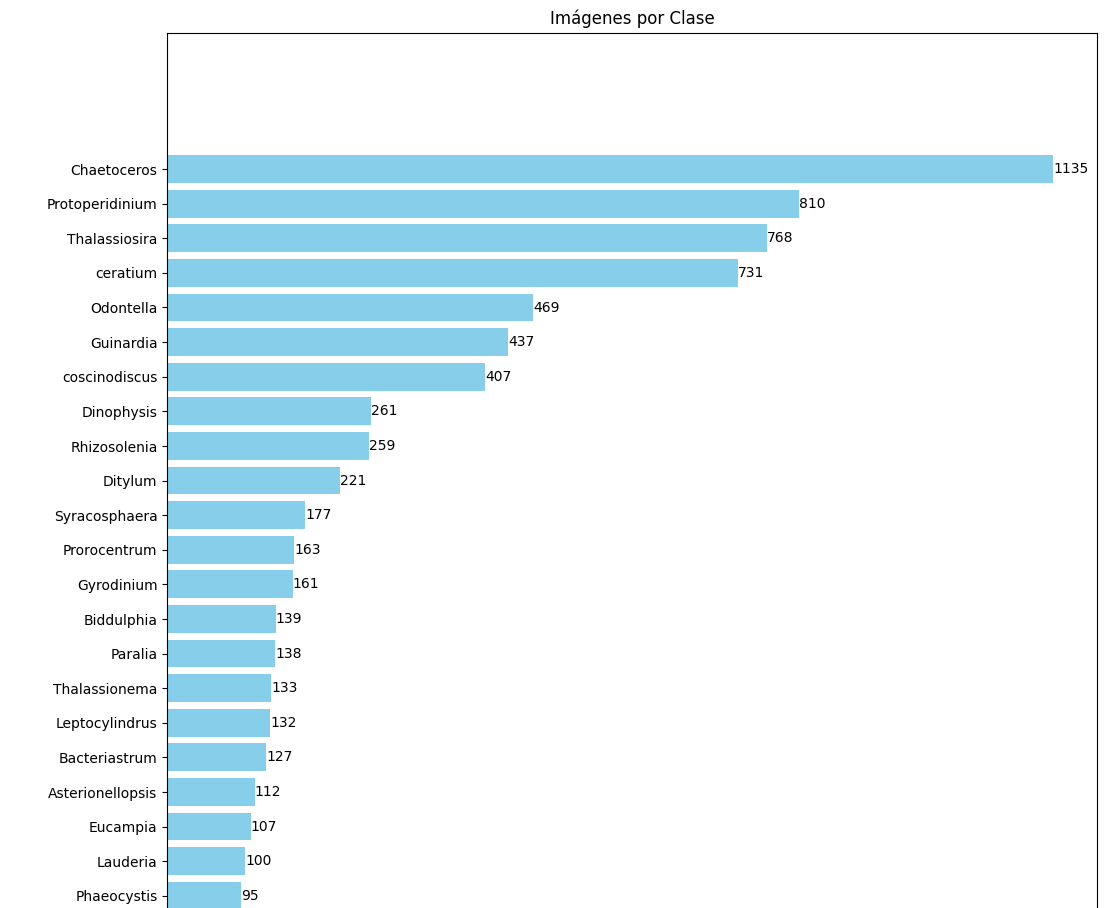 Imágenes por Clase
Chaetoceros 1135
Protoperidinium 810
Thalassiosira 768
ceratium 731
Odontella 469
Guinardia 437
coscinodiscus 407
Dinophysis 261
Rhizosolenia 259
Ditylum 221
Syracosphaera 177
Prorocentrum 163
Gyrodinium 161
Biddulphia 139
Paralia 138
Thalassionema 133
Leptocylindrus 132
Bacteriastrum 127
Asterionellopsis 112
Eucampia 107
Lauderia 100
Phaeocystis 95